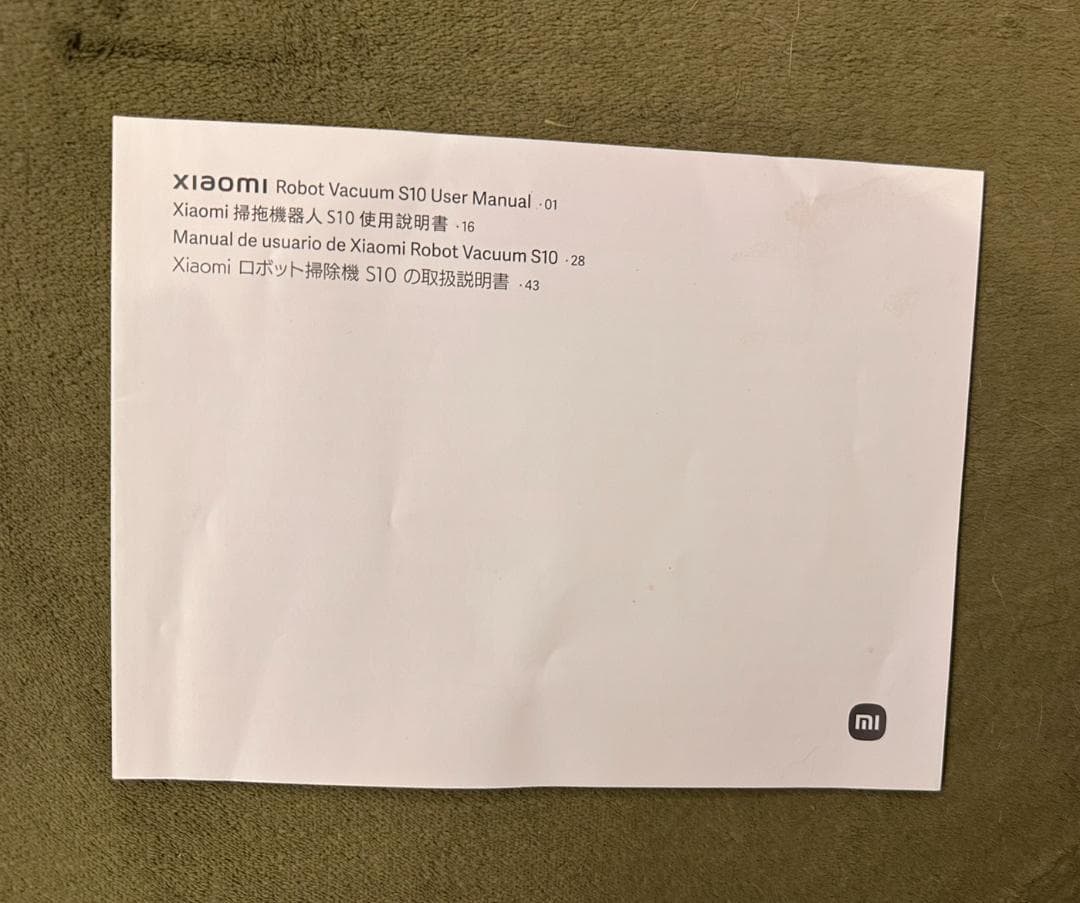 xiaomi Robot Vacuum S10 User Manual · 01
Xiaomi 掃拖機器人 S10 使用說明書 · 16
Manual de usuario de Xiaomi Robot Vacuum S10 · 28
Xiaomi ロボット掃除機 S10 の取扱説明書 · 43
mi